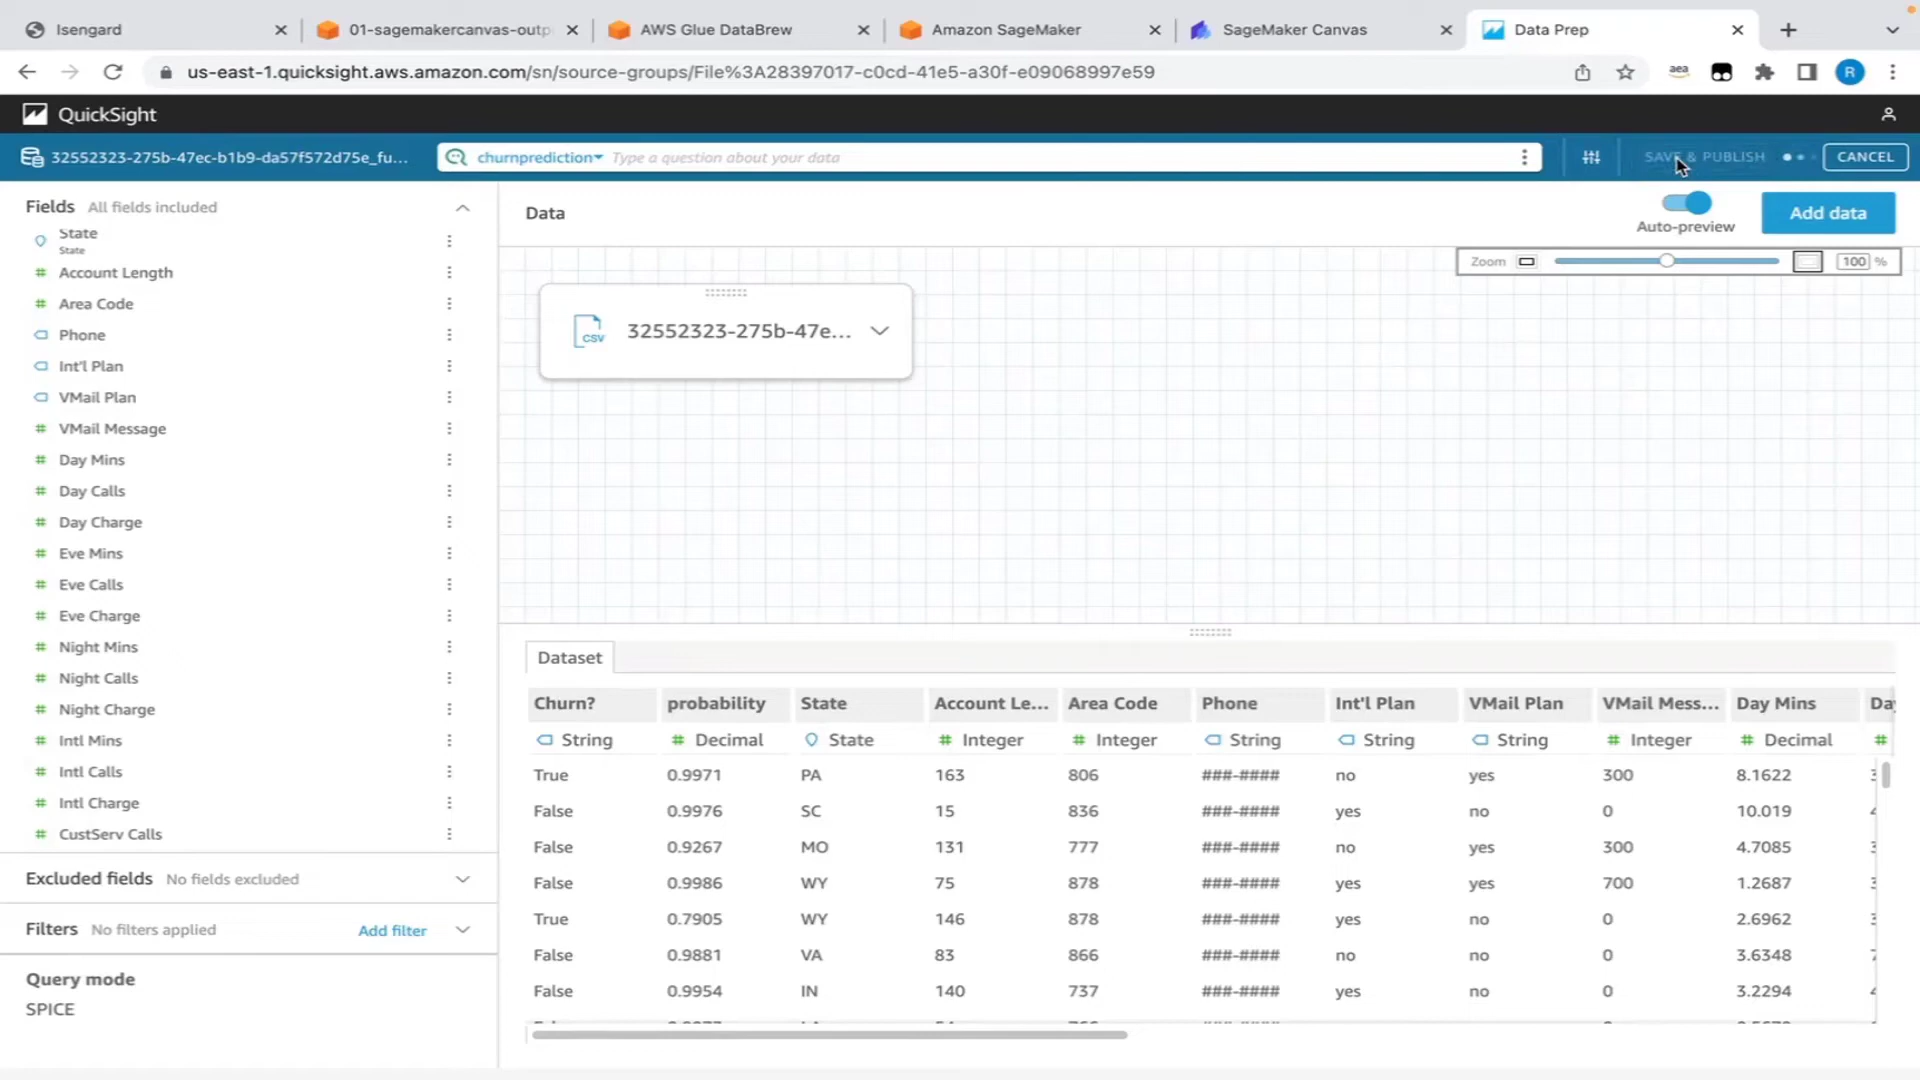 Isengard
01-sagemakercanvas-outp
AWS Glue DataBrew
Amazon SageMaker
SageMaker Canvas
Data Prep
us-east-1.quicksight.aws.amazon.com/sn/source-groups/File%3A28397017-c0cd-41e5-a30f-e09068997e59
aea
R
QuickSight
32552323-275b-47ec-b1b9-da57f572d75e_fu...
churnprediction Type a question about your data
SAVE & PUBLISH
CANCEL
Fields All fields included
State
State
Account Length
Area Code
Phone
Int'l Plan
VMail Plan
VMail Message
Day Mins
Day Calls
Day Charge
Eve Mins
Eve Calls
Eve Charge
Night Mins
Night Calls
Night Charge
Intl Mins
Intl Calls
Intl Charge
CustServ Calls
Excluded fields No fields excluded
Filters No filters applied Add filter
Query mode
SPICE
Data
Auto-preview
Add data
Zoom 100 %
CSV 32552323-275b-47e...
Dataset
Churn? probability State Account Le... Area Code Phone Int'l Plan VMail Plan VMail Mess... Day Mins Da
String # Decimal State # Integer # Integer String String String # Integer # Decimal #
True 0.9971 PA 163 806 ###-#### no yes 300 8.1622
False 0.9976 SC 15 836 ###-#### yes no 0 10.019
False 0.9267 MO 131 777 ###-#### no yes 300 4.7085
False 0.9986 WY 75 878 ###-#### yes yes 700 1.2687
True 0.7905 WY 146 878 ###-#### yes no 0 2.6962
False 0.9881 VA 83 866 ###-#### no no 0 3.6348
False 0.9954 IN 140 737 ###-#### yes no 0 3.2294